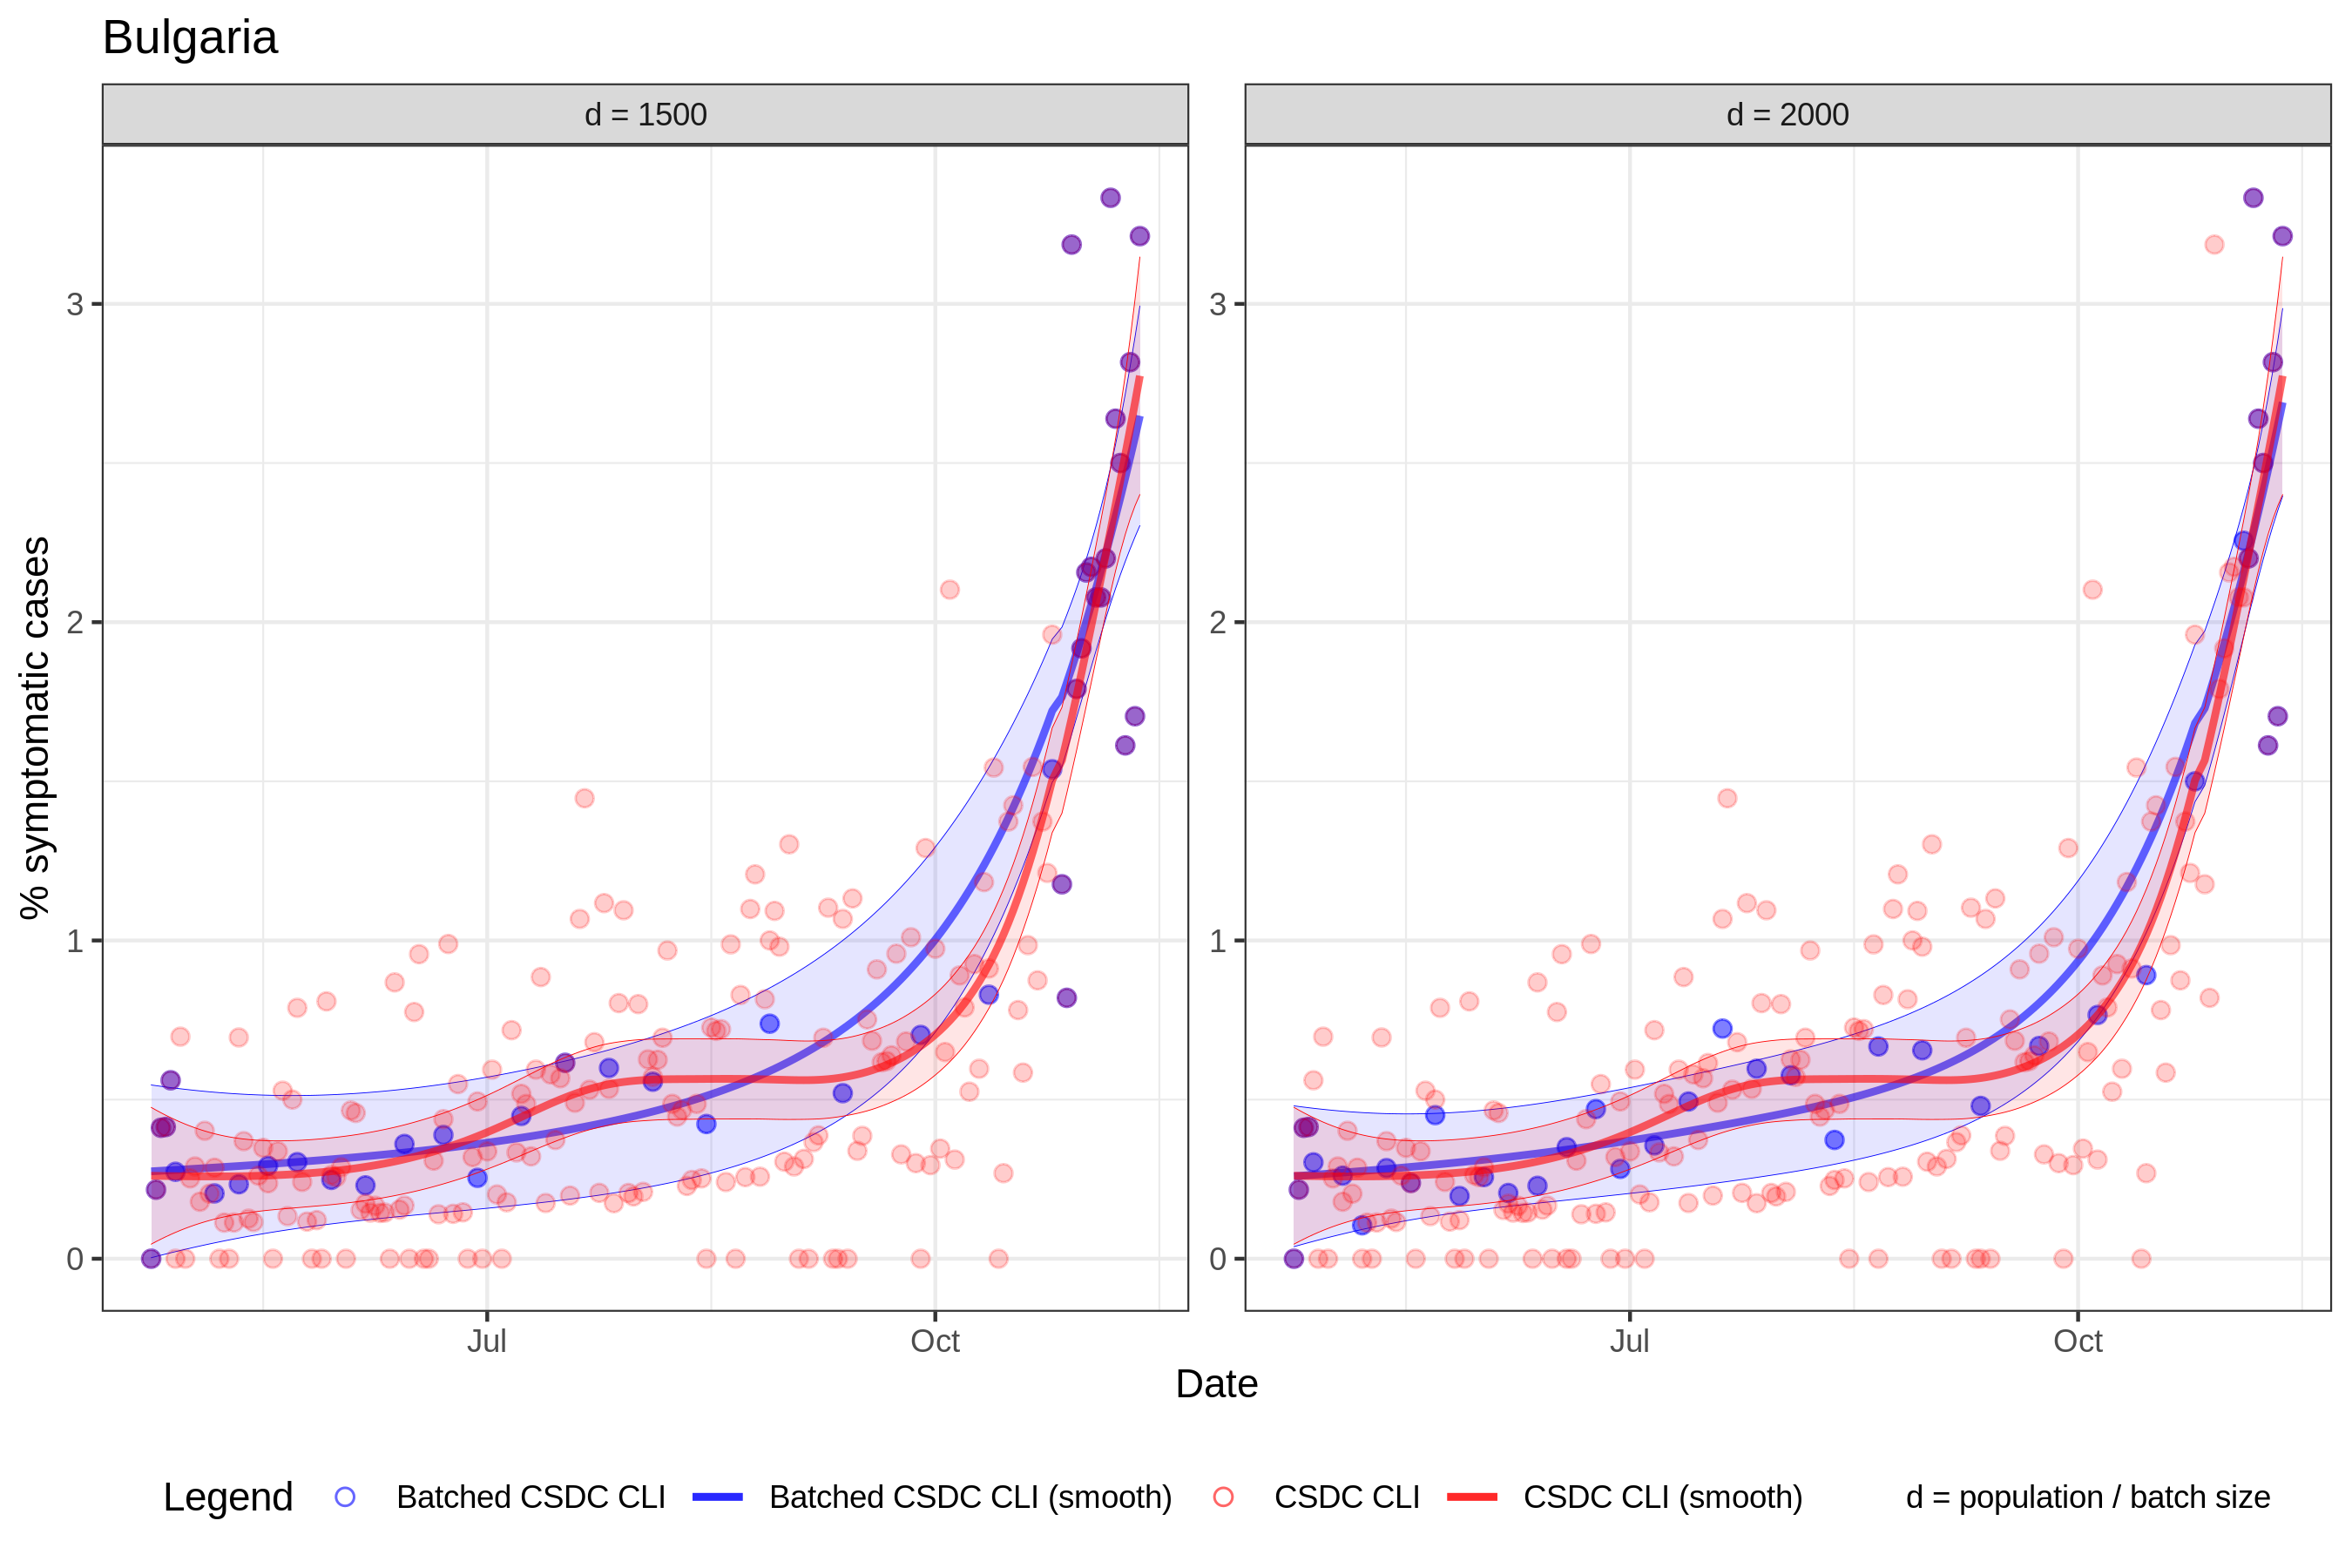 Bulgaria
d = 1500
d = 2000
% symptomatic cases
3
2
1
0
3
2
1
0
Jul
Oct
Jul
Oct
Date
Legend
Batched CSDC CLI
Batched CSDC CLI (smooth)
CSDC CLI
CSDC CLI (smooth)
d = population / batch size